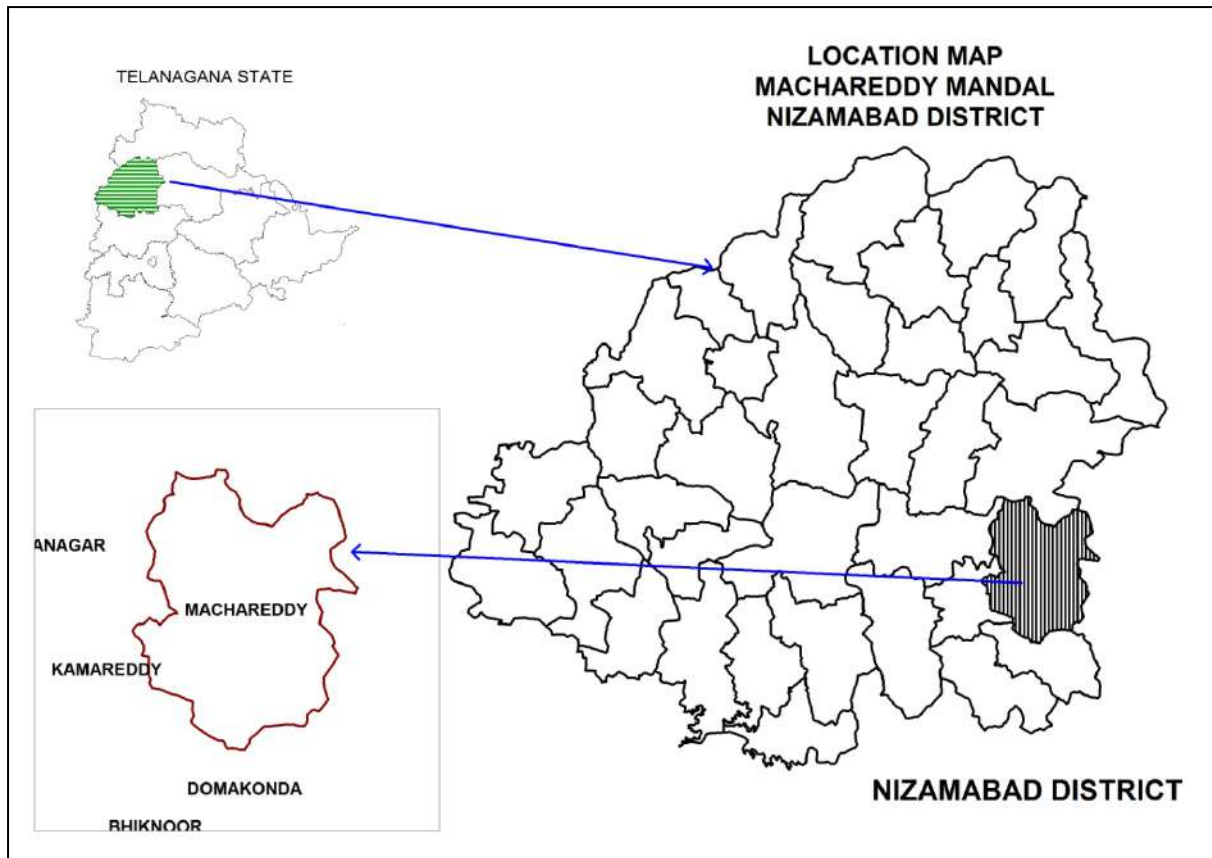 TELANAGANA STATE
LOCATION MAP
MACHAREDDY MANDAL
NIZAMABAD DISTRICT
ANAGAR
MACHAREDDY
KAMAREDDY
DOMAKONDA
BHIKNOOR
NIZAMABAD DISTRICT